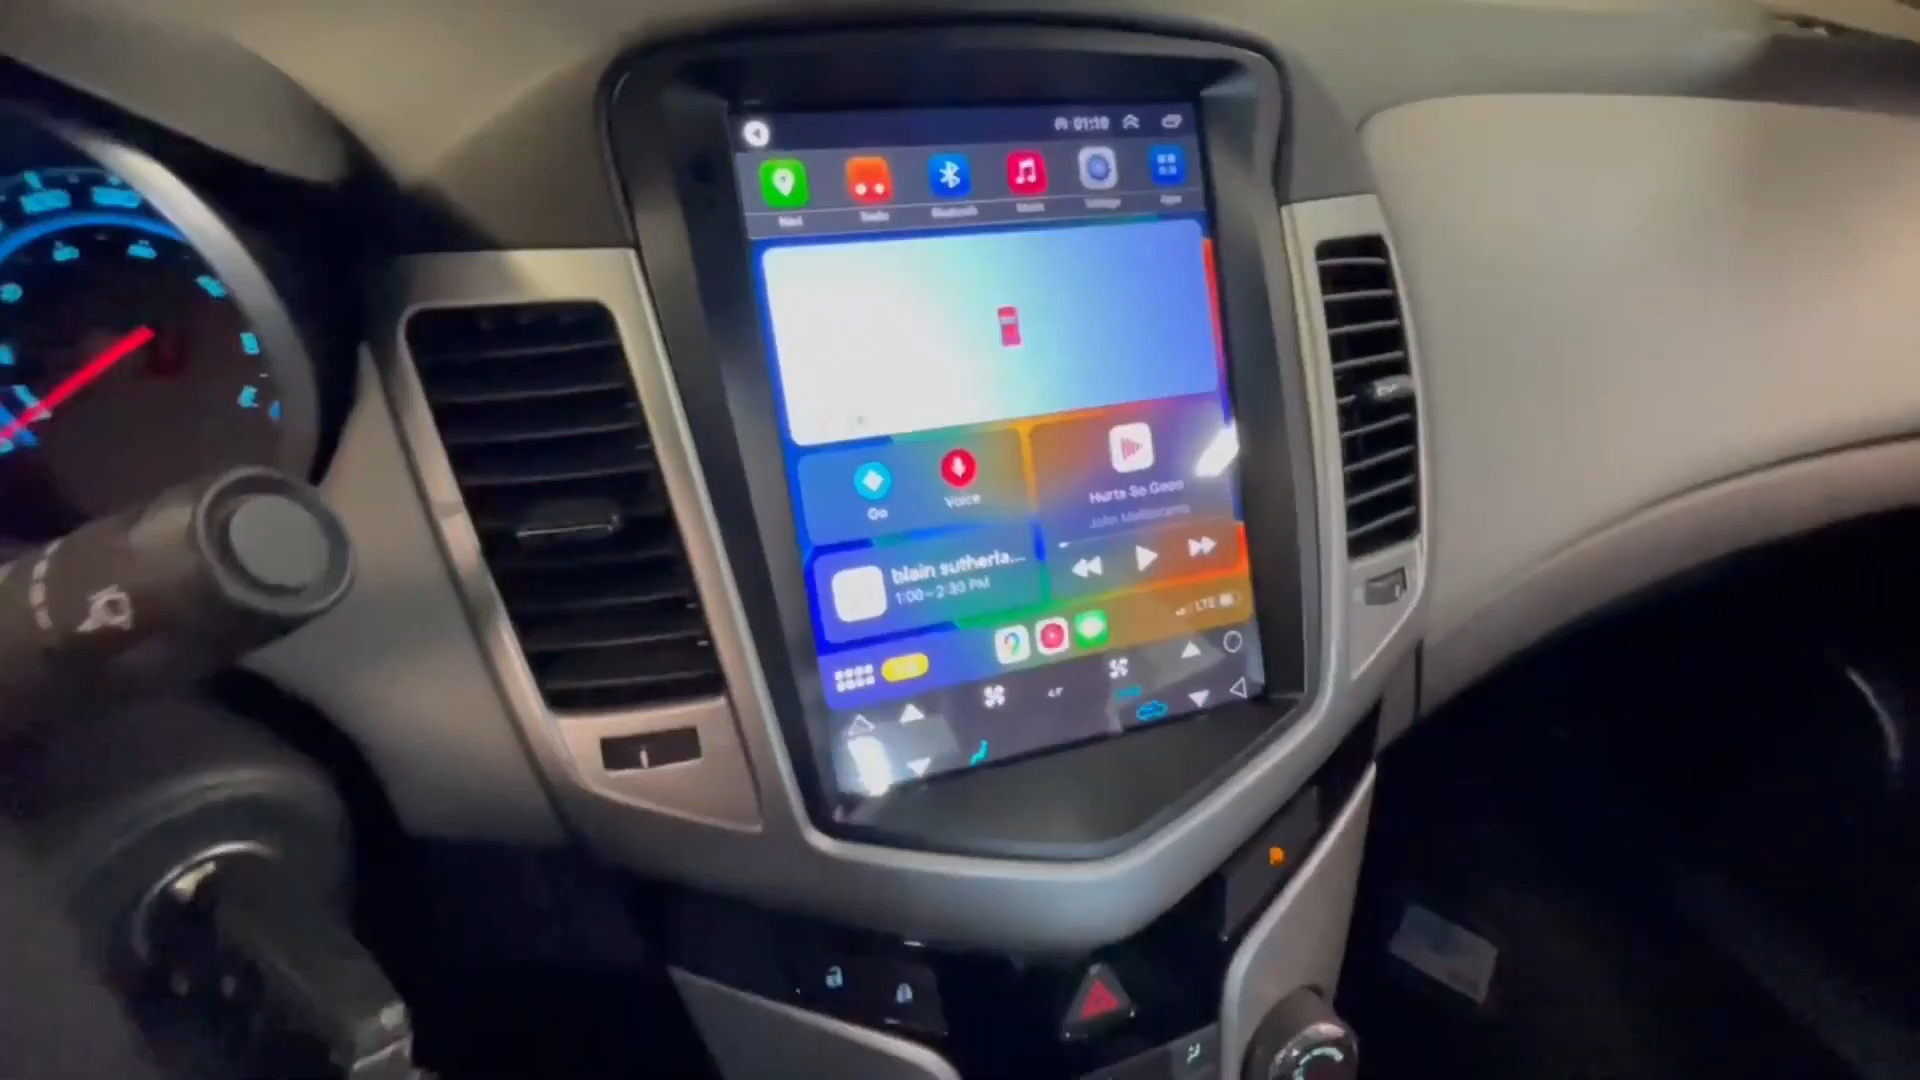 01:10
Navi
Radio
Bluetooth
Music
Settings
Apps
Go
Voice
Hurts So Good
John Mellencamp
blain sutherla...
1:00–2:30 PM
LTE